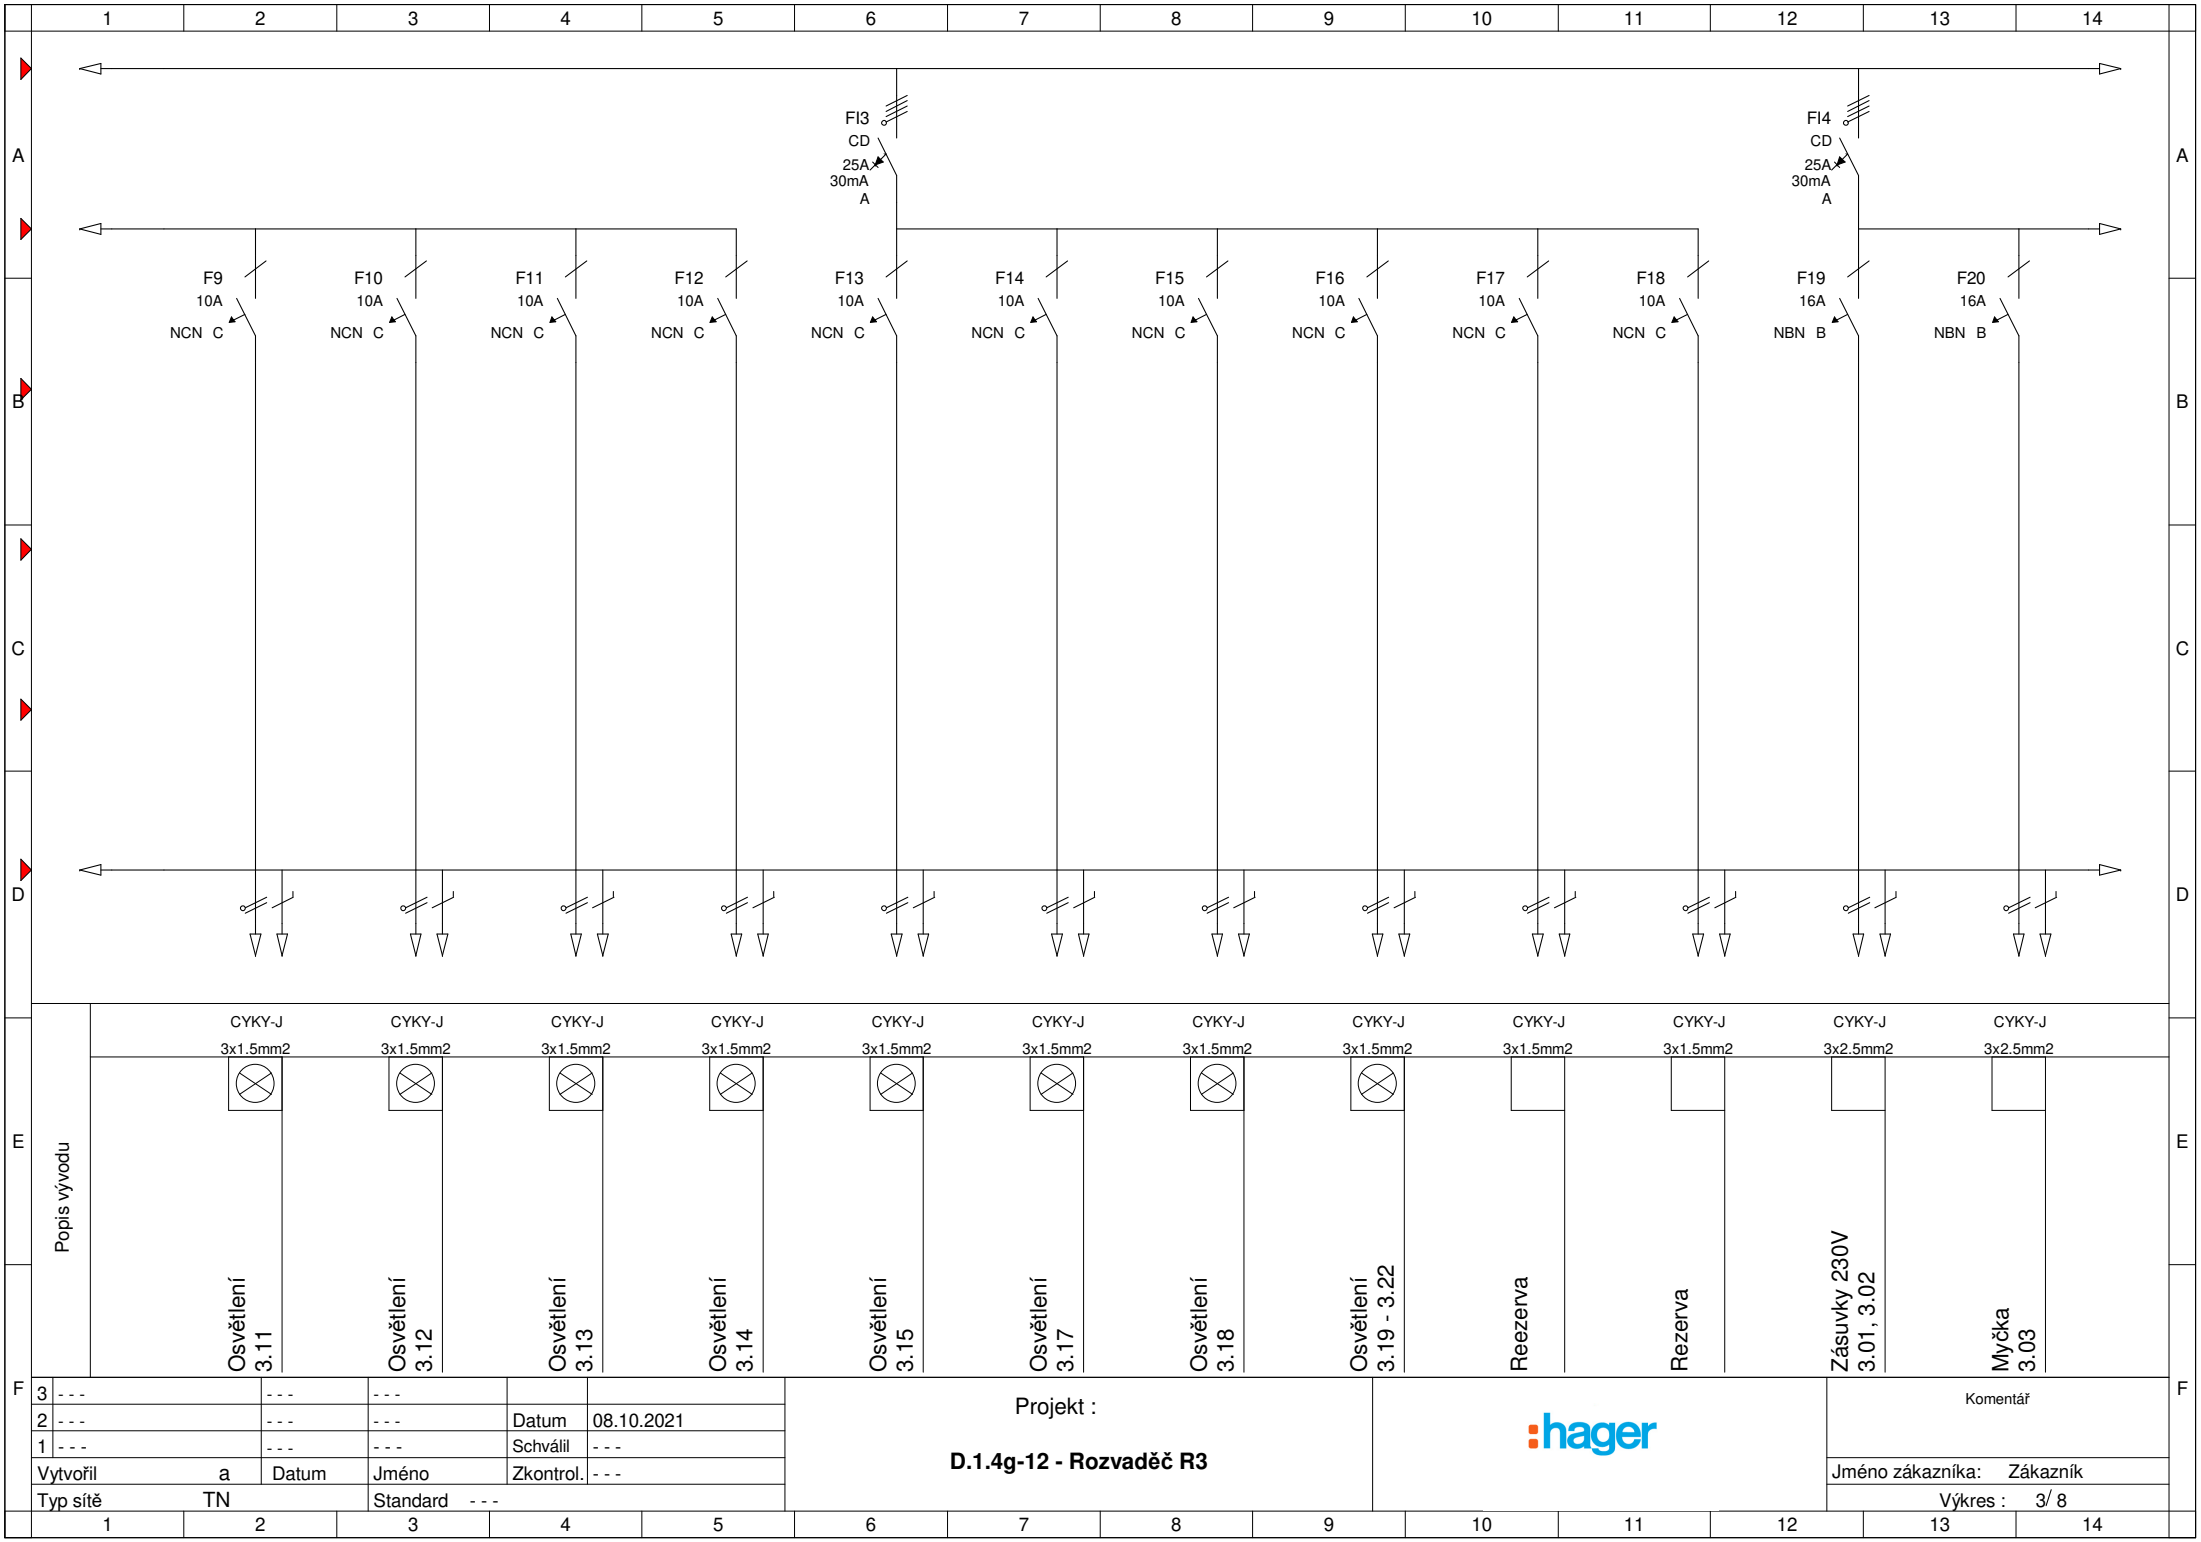 1 2 3 4 5 6 7 8 9 10 11 12 13 14
FI3 FI4
CD CD
A A
25A 25A
30mA 30mA
A A
F9 F10 F11 F12 F13 F14 F15 F16 F17 F18 F19 F20
10A 10A 10A 10A 10A 10A 10A 10A 10A 10A 16A 16A
NCN C NCN C NCN C NCN C NCN C NCN C NCN C NCN C NCN C NCN C NBN B NBN B
B B
C C
D D
CYKY-J CYKY-J CYKY-J CYKY-J CYKY-J CYKY-J CYKY-J CYKY-J CYKY-J CYKY-J CYKY-J CYKY-J
3x1.5mm2 3x1.5mm2 3x1.5mm2 3x1.5mm2 3x1.5mm2 3x1.5mm2 3x1.5mm2 3x1.5mm2 3x1.5mm2 3x1.5mm2 3x2.5mm2 3x2.5mm2
E E
Popis vývodu
Osvětlení
3.11
Osvětlení
3.12
Osvětlení
3.13
Osvětlení
3.14
Osvětlení
3.15
Osvětlení
3.17
Osvětlení
3.18
Osvětlení
3.19 - 3.22
Reezerva
Rezerva
Zásuvky 230V
3.01, 3.02
Myčka
3.03
F F
3 - - - - - - - - -
2 - - - - - - - - - Datum 08.10.2021
1 - - - - - - - - - Schválil - - -
Vytvořil a Datum Jméno Zkontrol. - - -
Typ sítě TN Standard - - -
Projekt :
D.1.4g-12 - Rozvaděč R3
:hager
Komentář
Jméno zákazníka: Zákazník
Výkres : 3/ 8
1 2 3 4 5 6 7 8 9 10 11 12 13 14